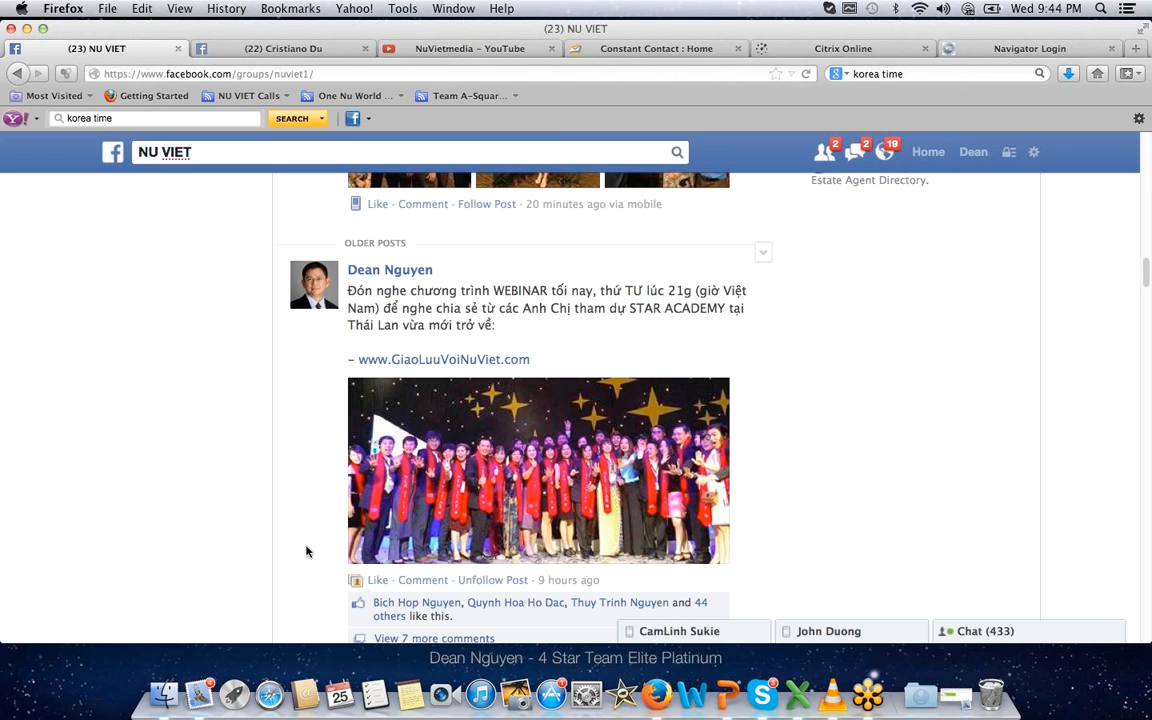 Firefox File Edit View History Bookmarks Yahoo! Tools Window Help Wed 9:44 PM
(23) NU VIET
(23) NU VIET (22) Cristiano Du NuVietmedia - YouTube Constant Contact : Home Citrix Online Navigator Login
https://www.facebook.com/groups/nuviet1/ korea time
Most Visited Getting Started NU VIET Calls One Nu World ... Team A-Squar...
korea time SEARCH
NU VIET 2 2 19 Home Dean
Estate Agent Directory.
Like · Comment · Follow Post · 20 minutes ago via mobile
OLDER POSTS
Dean Nguyen
Đón nghe chương trình WEBINAR tối nay, thứ TƯ lúc 21g (giờ Việt
Nam) để nghe chia sẻ từ các Anh Chị tham dự STAR ACADEMY tại
Thái Lan vừa mới trở về:
– www.GiaoLuuVoiNuViet.com
Like · Comment · Unfollow Post · 9 hours ago
Bich Hop Nguyen, Quynh Hoa Ho Dac, Thuy Trinh Nguyen and 44
others like this.
View 7 more comments
CamLinh Sukie John Duong Chat (433)
Dean Nguyen - 4 Star Team Elite Platinum
25